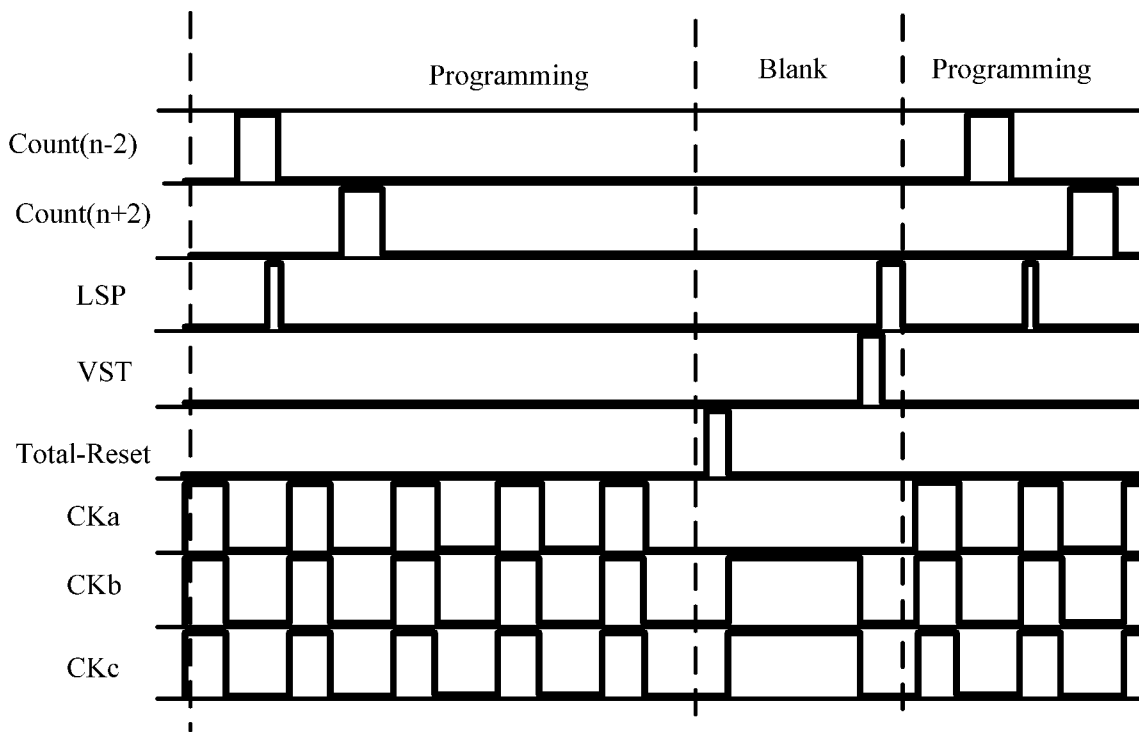 Programming
Blank
Programming
Count(n-2)
Count(n+2)
LSP
VST
Total-Reset
CKa
CKb
CKc